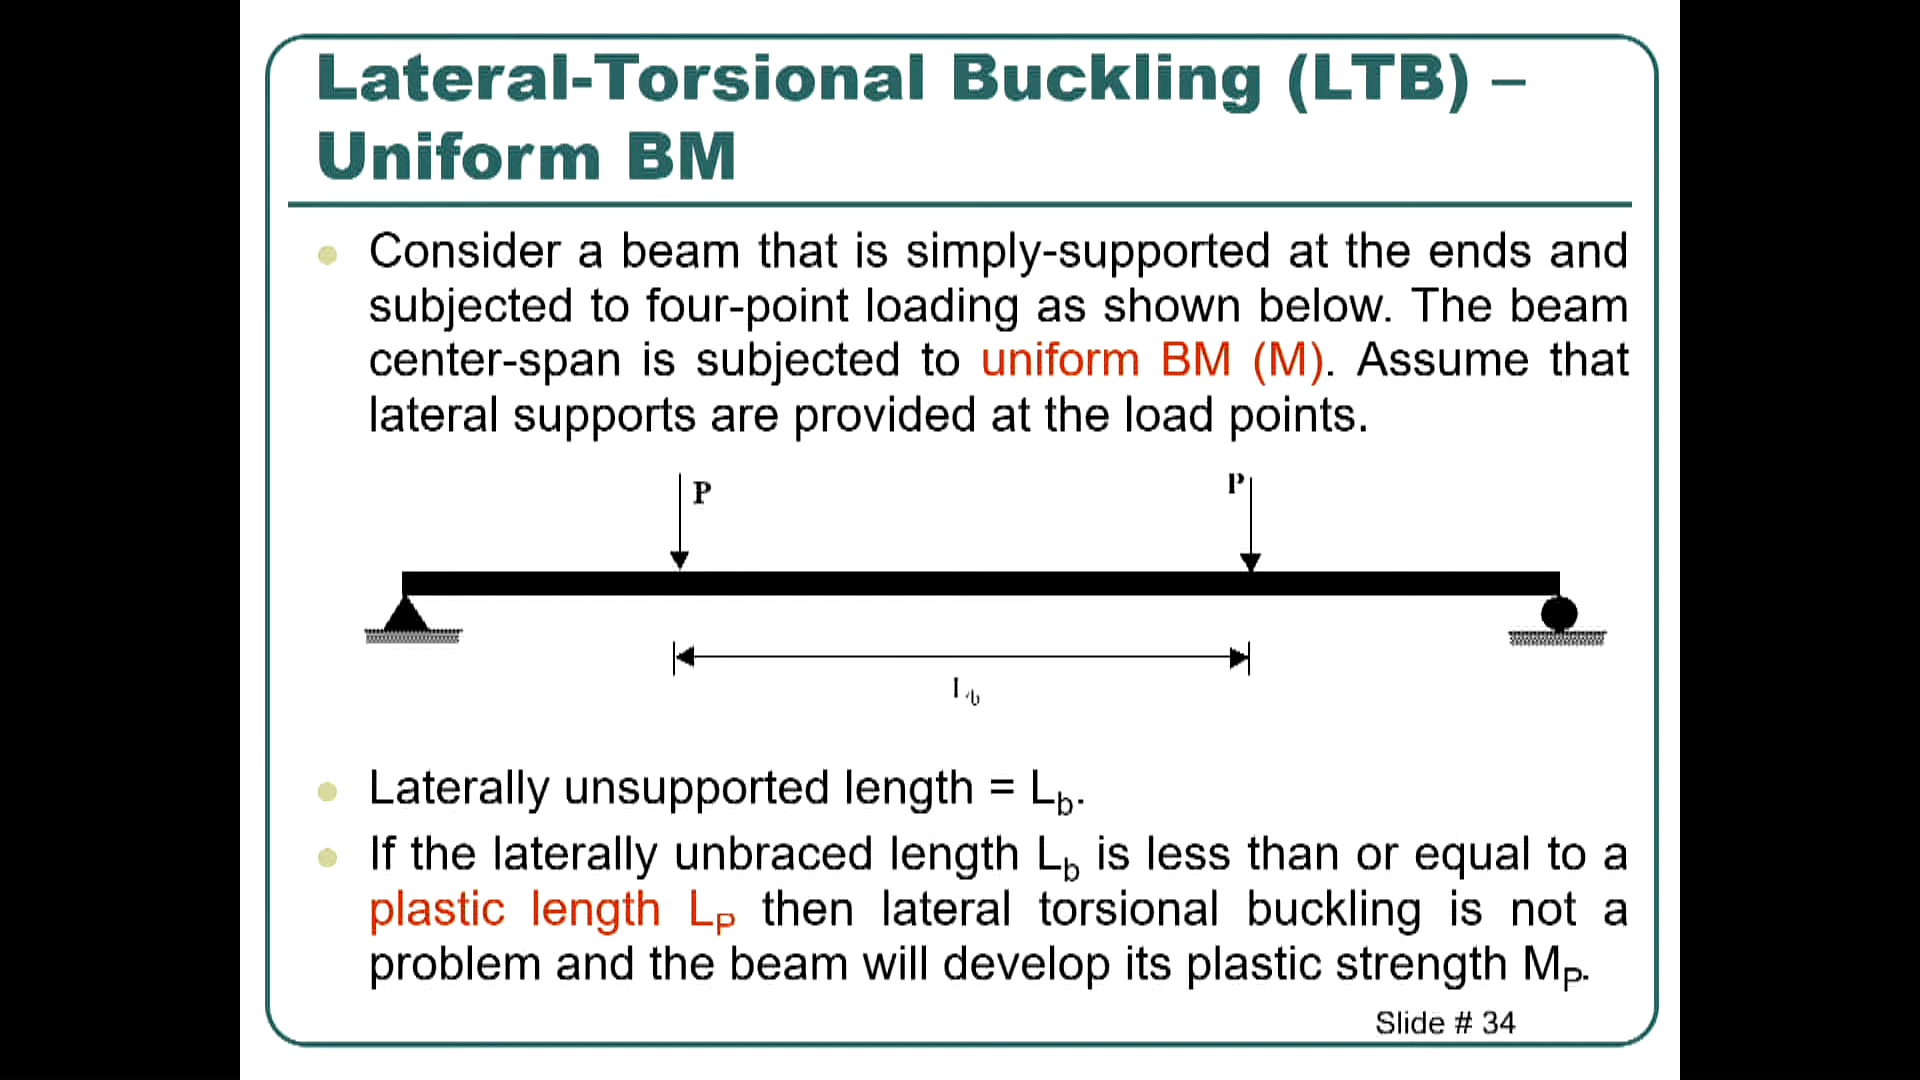 Lateral-Torsional Buckling (LTB) –
Uniform BM
Consider a beam that is simply-supported at the ends and
subjected to four-point loading as shown below. The beam
center-span is subjected to uniform BM (M). Assume that
lateral supports are provided at the load points.
P
P
Lb
Laterally unsupported length = Lb.
If the laterally unbraced length Lb is less than or equal to a
plastic length LP then lateral torsional buckling is not a
problem and the beam will develop its plastic strength MP.
Slide # 34